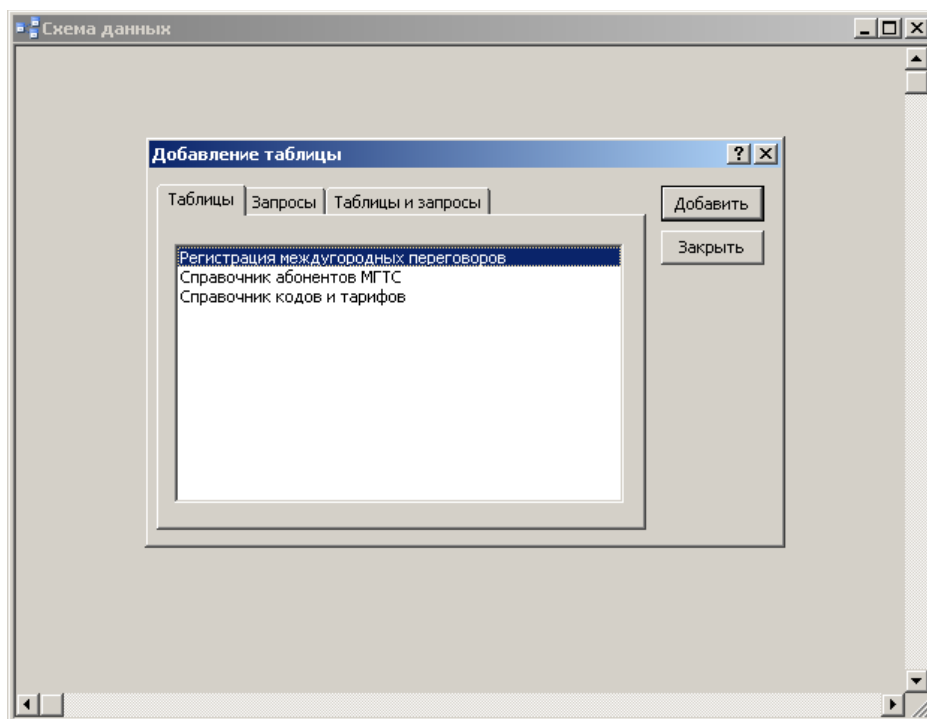 Схема данных
Добавление таблицы
Таблицы Запросы Таблицы и запросы
Добавить
Закрыть
Регистрация междугородных переговоров
Справочник абонентов МГТС
Справочник кодов и тарифов